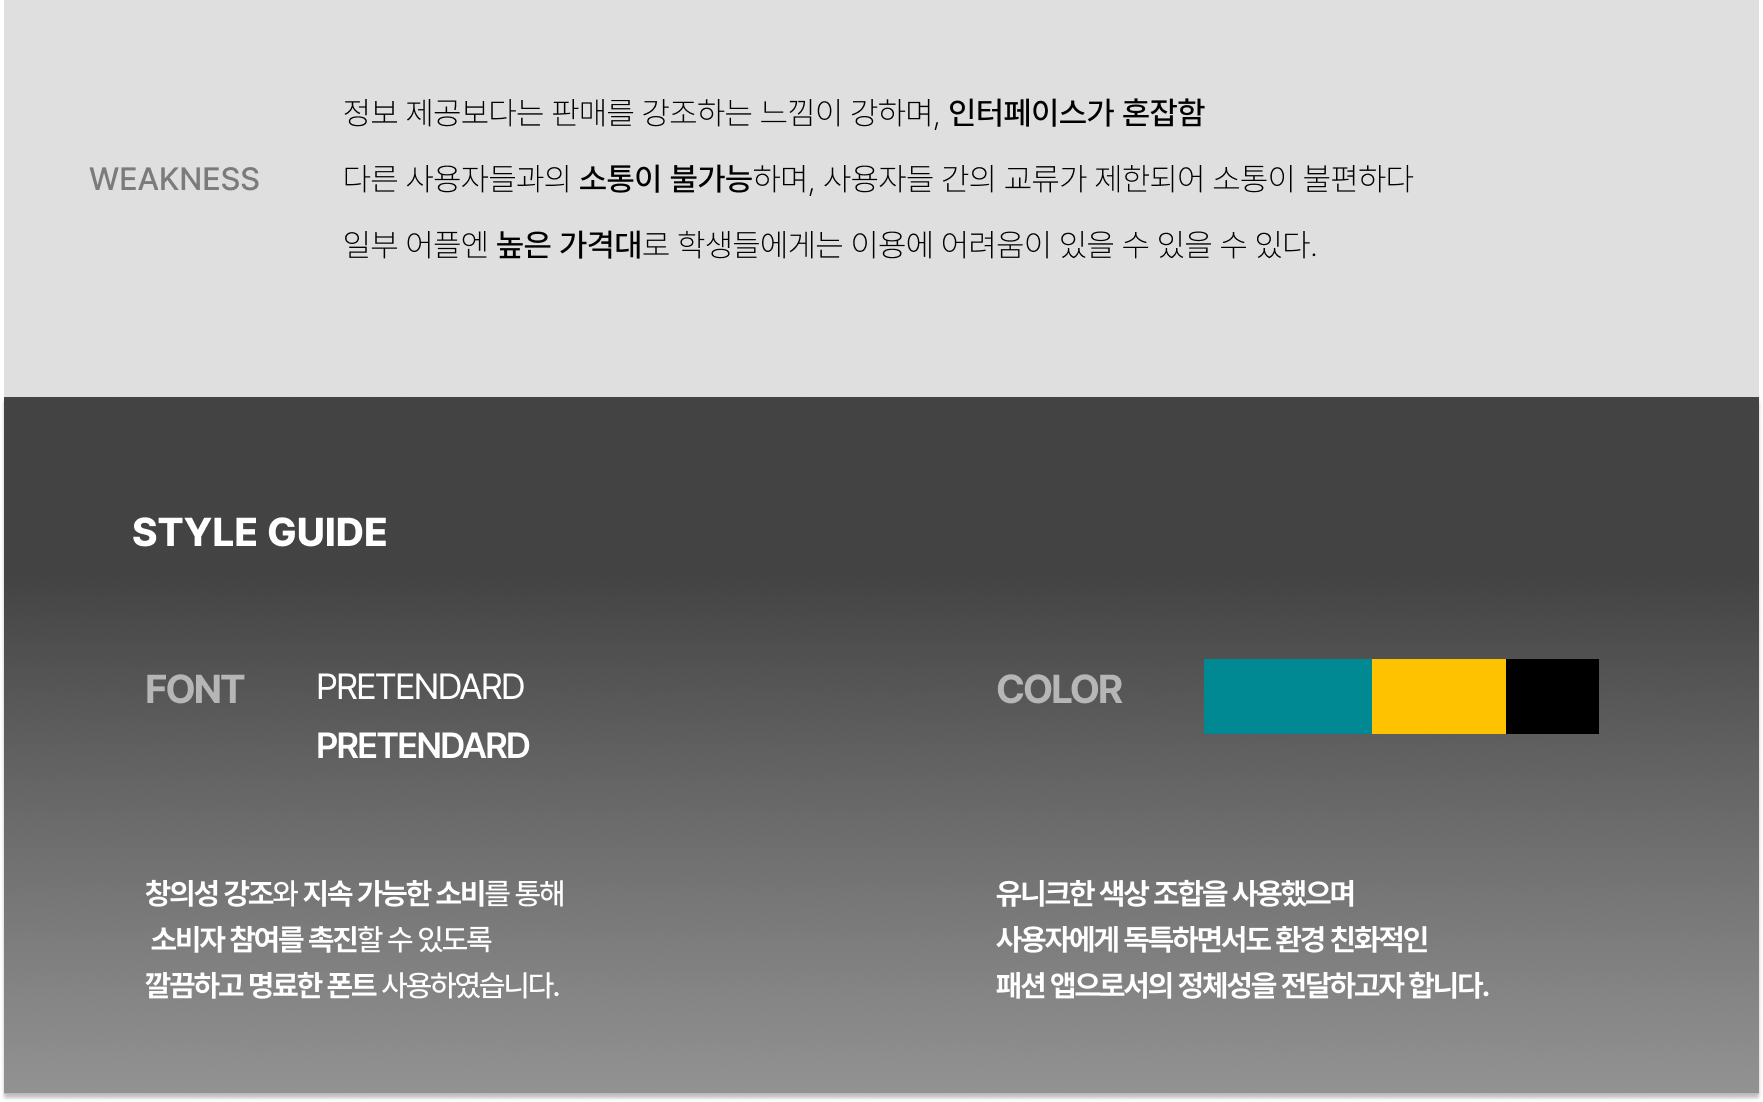 정보 제공보다는 판매를 강조하는 느낌이 강하며, 인터페이스가 혼잡함
WEAKNESS
다른 사용자들과의 소통이 불가능하며, 사용자들 간의 교류가 제한되어 소통이 불편하다
일부 어플엔 높은 가격대로 학생들에게는 이용에 어려움이 있을 수 있을 수 있다.
STYLE GUIDE
FONT
PRETENDARD
PRETENDARD
창의성 강조와 지속 가능한 소비를 통해
소비자 참여를 촉진할 수 있도록
깔끔하고 명료한 폰트 사용하였습니다.
COLOR
유니크한 색상 조합을 사용했으며
사용자에게 독특하면서도 환경 친화적인
패션 앱으로서의 정체성을 전달하고자 합니다.